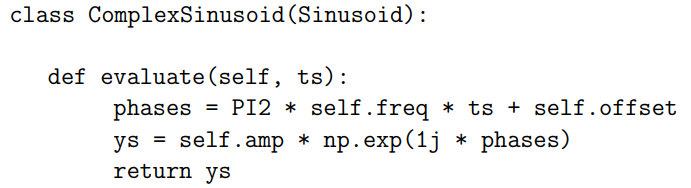 class ComplexSinusoid(Sinusoid):
def evaluate(self, ts):
phases = PI2 * self.freq * ts + self.offset
ys = self.amp * np.exp(1j * phases)
return ys